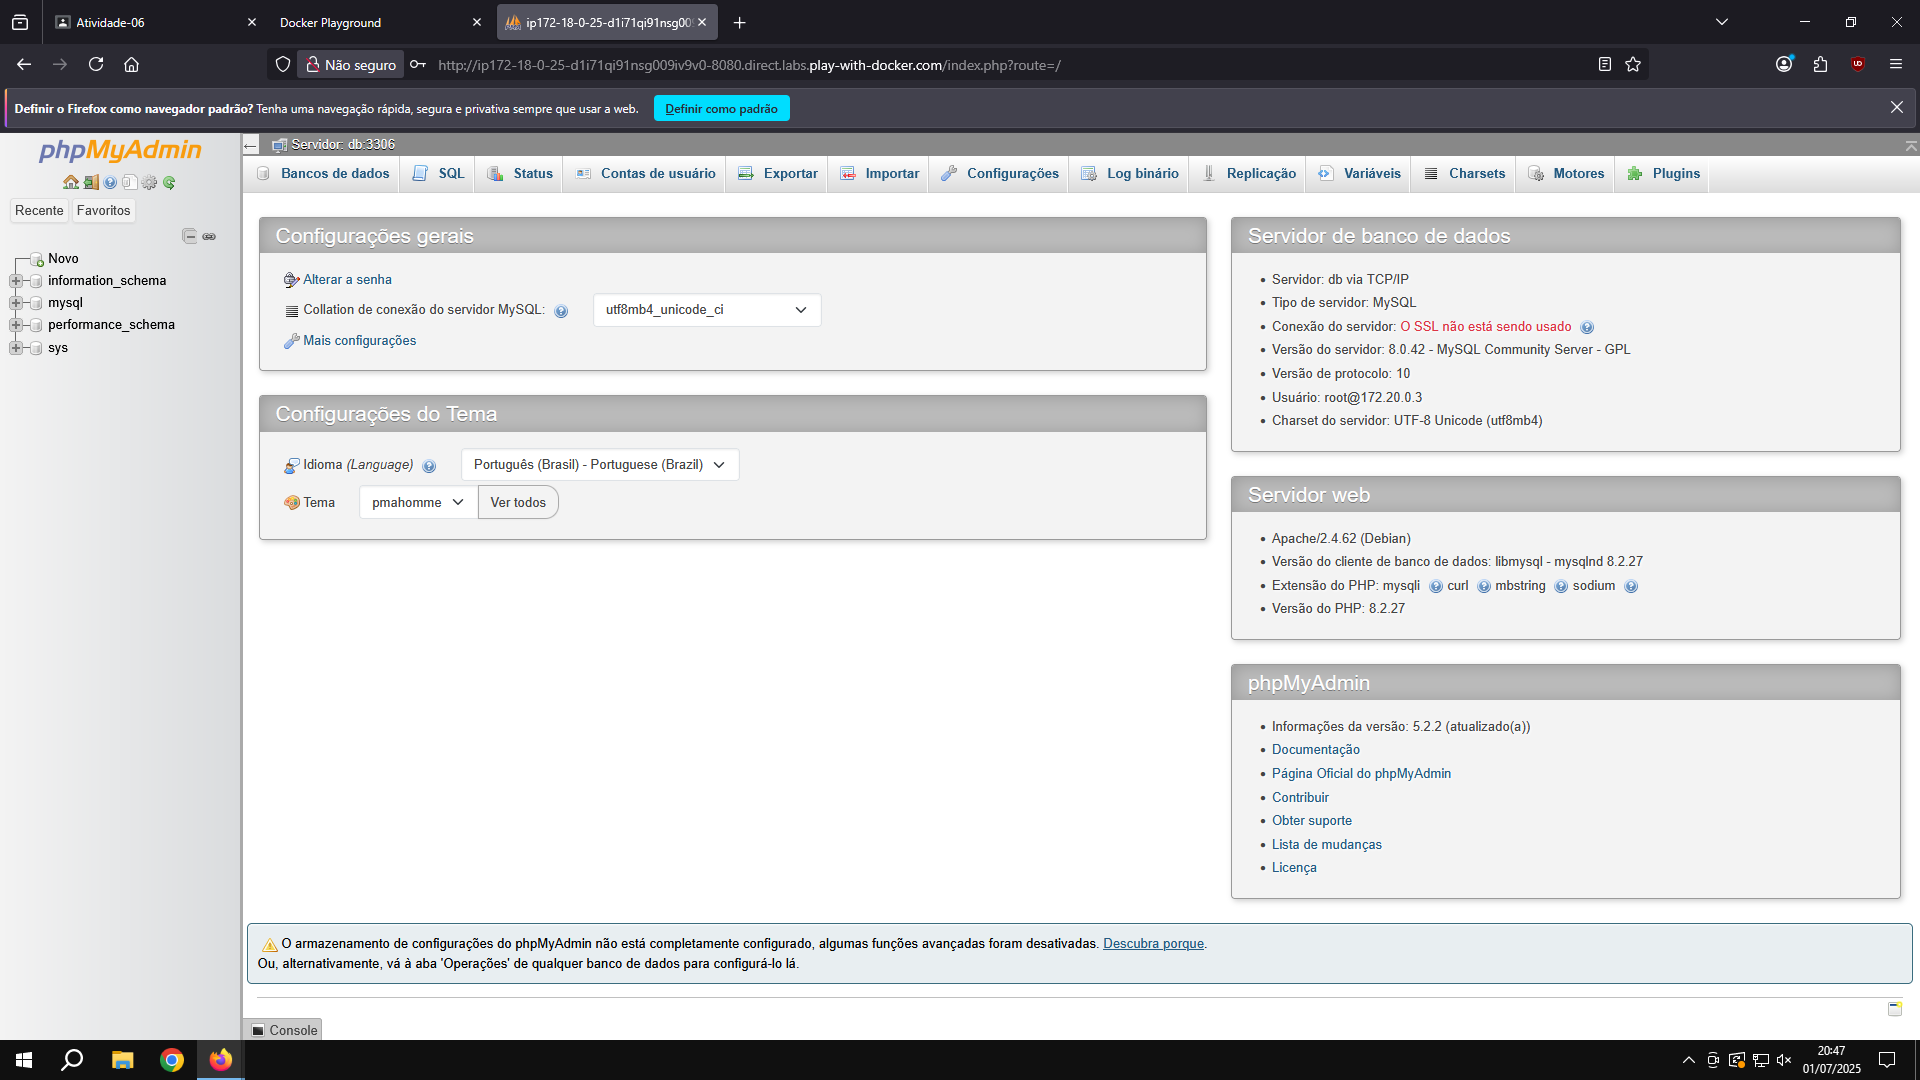 Atividade-06
Docker Playground
ip172-18-0-25-d1i71qi91nsg009
Não seguro
http://ip172-18-0-25-d1i71qi91nsg009iv9v0-8080.direct.labs.play-with-docker.com/index.php?route=/
Definir o Firefox como navegador padrão? Tenha uma navegação rápida, segura e privativa sempre que usar a web.
Definir como padrão
phpMyAdmin
Recente
Favoritos
Novo
information_schema
mysql
performance_schema
sys
Servidor: db:3306
Bancos de dados
SQL
Status
Contas de usuário
Exportar
Importar
Configurações
Log binário
Replicação
Variáveis
Charsets
Motores
Plugins
Configurações gerais
Alterar a senha
Collation de conexão do servidor MySQL:
utf8mb4_unicode_ci
Mais configurações
Configurações do Tema
Idioma (Language)
Português (Brasil) - Portuguese (Brazil)
Tema
pmahomme
Ver todos
Servidor de banco de dados
• Servidor: db via TCP/IP
• Tipo de servidor: MySQL
• Conexão do servidor: O SSL não está sendo usado
• Versão do servidor: 8.0.42 - MySQL Community Server - GPL
• Versão de protocolo: 10
• Usuário: root@172.20.0.3
• Charset do servidor: UTF-8 Unicode (utf8mb4)
Servidor web
• Apache/2.4.62 (Debian)
• Versão do cliente de banco de dados: libmysql - mysqlnd 8.2.27
• Extensão do PHP: mysqli curl mbstring sodium
• Versão do PHP: 8.2.27
phpMyAdmin
• Informações da versão: 5.2.2 (atualizado(a))
• Documentação
• Página Oficial do phpMyAdmin
• Contribuir
• Obter suporte
• Lista de mudanças
• Licença
O armazenamento de configurações do phpMyAdmin não está completamente configurado, algumas funções avançadas foram desativadas. Descubra porque.
Ou, alternativamente, vá à aba 'Operações' de qualquer banco de dados para configurá-lo lá.
Console
20:47
01/07/2025